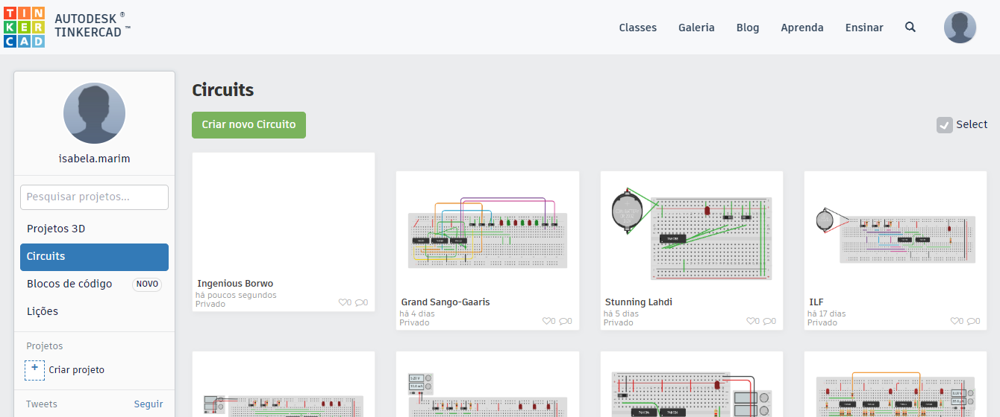 TIN
KER
CAD
AUTODESK ®
TINKERCAD ™
Classes
Galeria
Blog
Aprenda
Ensinar
isabela.marim
Pesquisar projetos...
Projetos 3D
Circuits
Blocos de código NOVO
Lições
Projetos
+ Criar projeto
Tweets Seguir
Circuits
Criar novo Circuito
Select
Ingenious Borwo
há poucos segundos
Privado 0 0
Grand Sango-Gaaris
há 4 dias
Privado 0 0
Stunning Lahdi
há 5 dias
Privado 0 0
ILF
há 17 dias
Privado 0 0